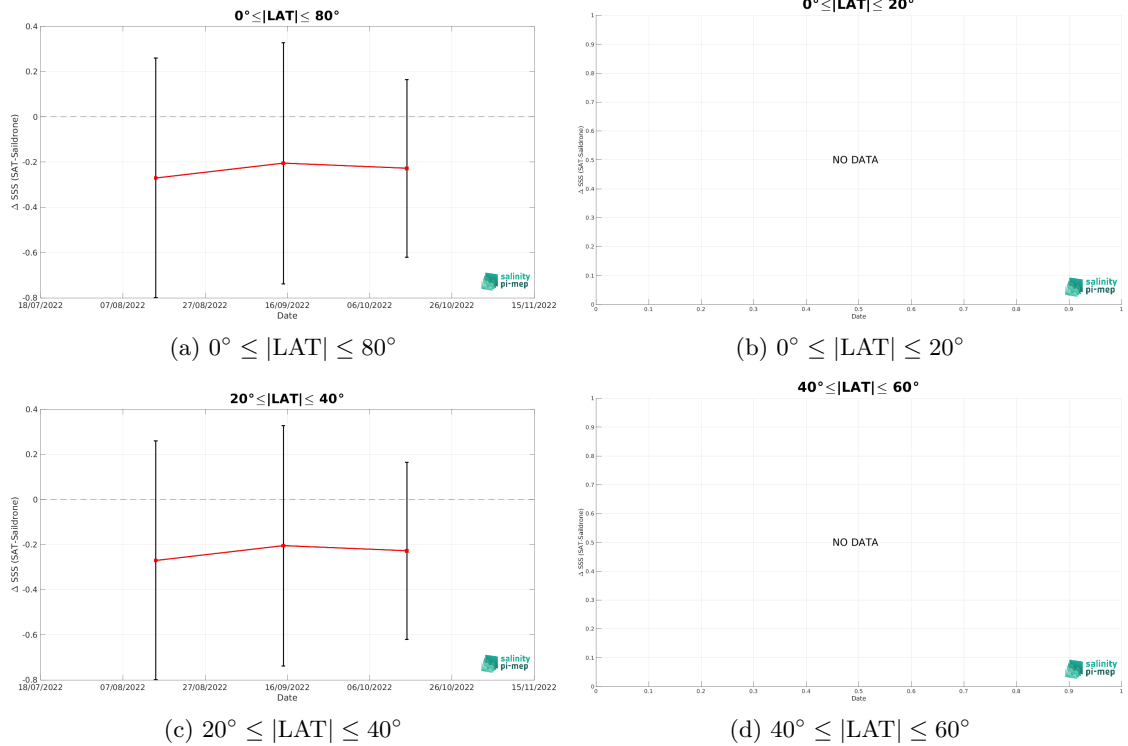 0°≤|LAT|≤ 80°
0.4
0.2
0
-0.2
-0.4
-0.6
-0.8
Δ SSS (SAT-Saildrone)
18/07/2022 07/08/2022 27/08/2022 16/09/2022 06/10/2022 26/10/2022 15/11/2022
Date
salinity
pi-mep
(a) 0° ≤ |LAT| ≤ 80°
0°≤|LAT|≤ 20°
1
0.9
0.8
0.7
0.6
0.5
0.4
0.3
0.2
0.1
0
Δ SSS (SAT-Saildrone)
NO DATA
0 0.1 0.2 0.3 0.4 0.5 0.6 0.7 0.8 0.9 1
Date
salinity
pi-mep
(b) 0° ≤ |LAT| ≤ 20°
20°≤|LAT|≤ 40°
0.4
0.2
0
-0.2
-0.4
-0.6
-0.8
Δ SSS (SAT-Saildrone)
18/07/2022 07/08/2022 27/08/2022 16/09/2022 06/10/2022 26/10/2022 15/11/2022
Date
salinity
pi-mep
(c) 20° ≤ |LAT| ≤ 40°
40°≤|LAT|≤ 60°
1
0.9
0.8
0.7
0.6
0.5
0.4
0.3
0.2
0.1
0
Δ SSS (SAT-Saildrone)
NO DATA
0 0.1 0.2 0.3 0.4 0.5 0.6 0.7 0.8 0.9 1
Date
salinity
pi-mep
(d) 40° ≤ |LAT| ≤ 60°